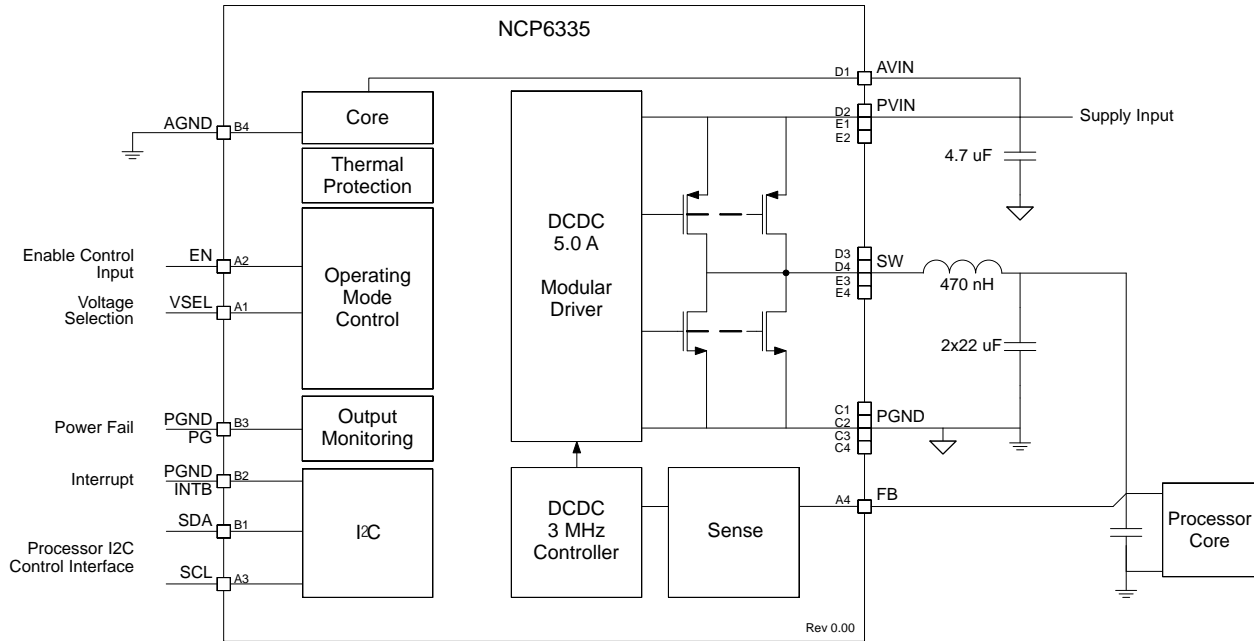 NCP6335
AGND
B4
Core
Thermal
Protection
Enable Control
Input
EN
A2
Voltage
Selection
VSEL
A1
Operating
Mode
Control
Power Fail
PGND
PG
B3
Output
Monitoring
Interrupt
PGND
INTB
B2
SDA
B1
Processor I2C
Control Interface
SCL
A3
I2C
DCDC
5.0 A
Modular
Driver
DCDC
3 MHz
Controller
Sense
D1
AVIN
D2
E1
E2
PVIN
Supply Input
4.7 uF
D3
D4
E3
E4
SW
470 nH
2x22 uF
C1
C2
C3
C4
PGND
A4
FB
Processor
Core
Rev 0.00